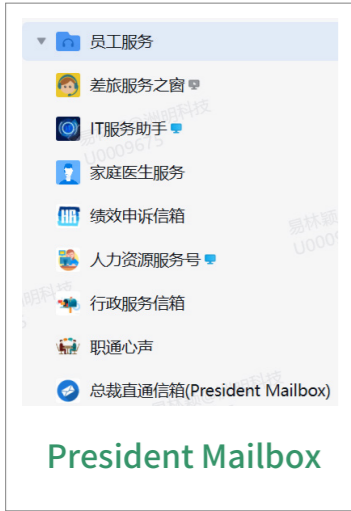 员工服务
差旅服务之窗
IT服务助手
家庭医生服务
HR 绩效申诉信箱
人力资源服务号
行政服务信箱
职通心声
总裁直通信箱(President Mailbox)
President Mailbox